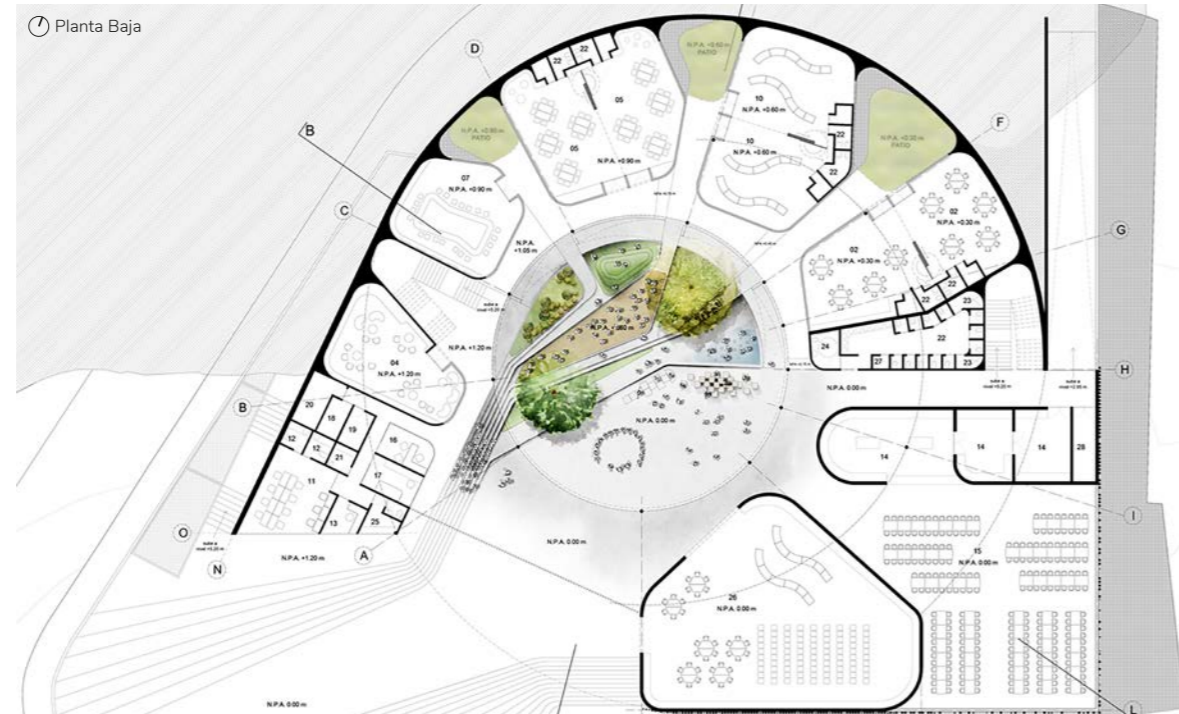 Planta Baja
D
N.P.A. +0.60 m
PATIO
22
22
05
05
N.P.A. +0.90 m
10
N.P.A. +0.60 m
10
N.P.A. +0.60 m
22
22
N.P.A. +0.90 m
PATIO
N.P.A. +0.30 m
PATIO
B
F
07
N.P.A. +0.90 m
C
N.P.A.
+1.05 m
02
N.P.A. +0.30 m
02
N.P.A. +0.30 m
G
22
22
23
22
24
27
23
N.P.A. +1.20 m
04
N.P.A. +1.20 m
N.P.A. 0.00 m
H
B
N.P.A. 0.00 m
20
18
19
12
12
21
16
17
11
13
25
14
14
14
28
I
O
N
A
N.P.A. +1.20 m
N.P.A. 0.00 m
15
N.P.A. 0.00 m
26
N.P.A. 0.00 m
N.P.A. 0.00 m
L